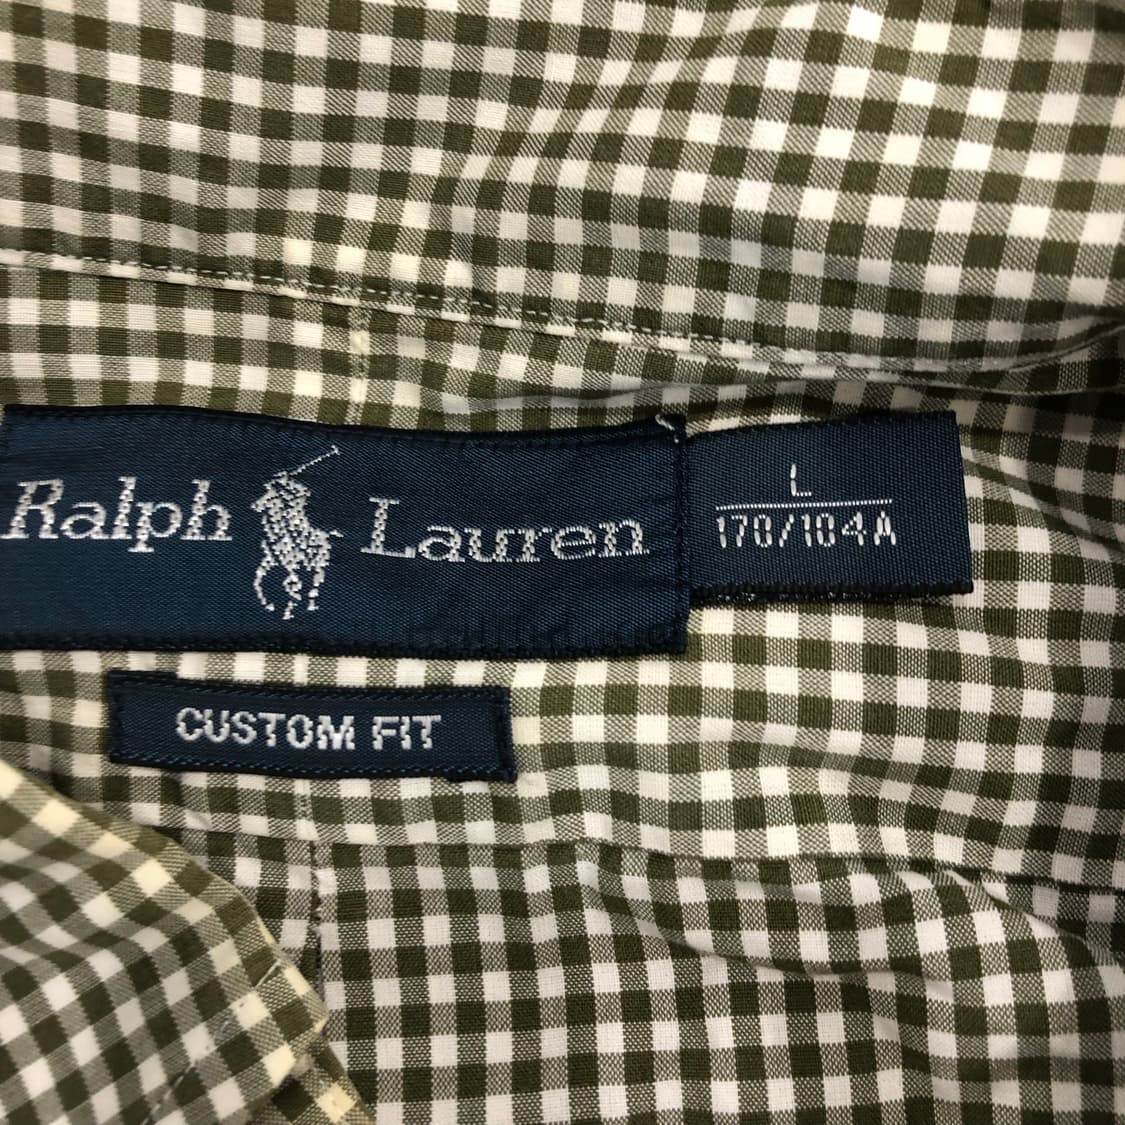 Ralph Lauren
L
170/104A
CUSTOM FIT